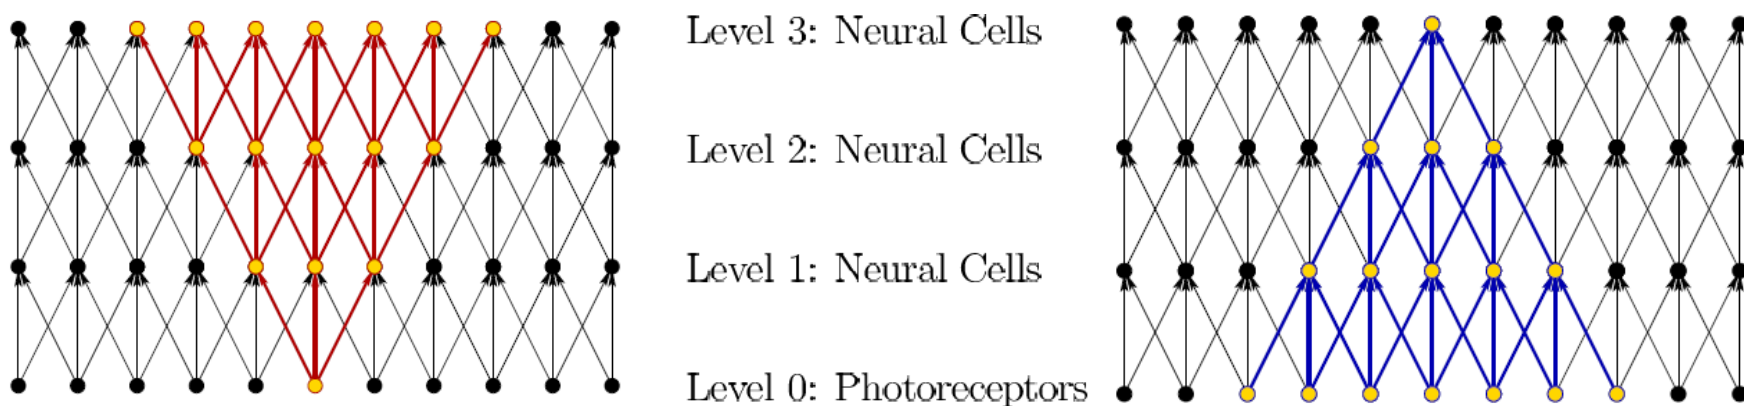 Level 3: Neural Cells
Level 2: Neural Cells
Level 1: Neural Cells
Level 0: Photoreceptors